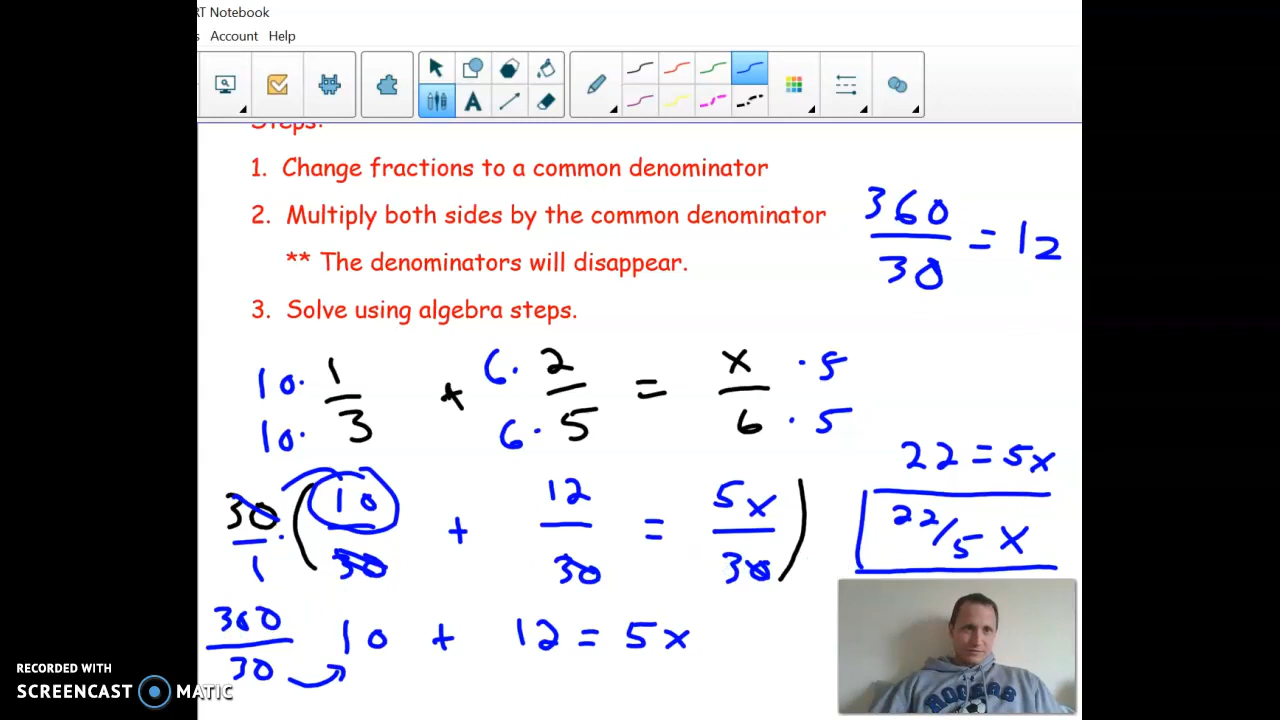 RT Notebook
s Account Help
Steps:
1. Change fractions to a common denominator
2. Multiply both sides by the common denominator
** The denominators will disappear.
3. Solve using algebra steps.
360/30 = 12
10· 1/10· 3 + 6· 2/6· 5 = x ·5/6 ·5
22 = 5x
30/1 · (10/30 + 12/30 = 5x/30)
22/5 x
300/30 10 + 12 = 5x
RECORDED WITH
SCREENCAST MATIC
ROGERS